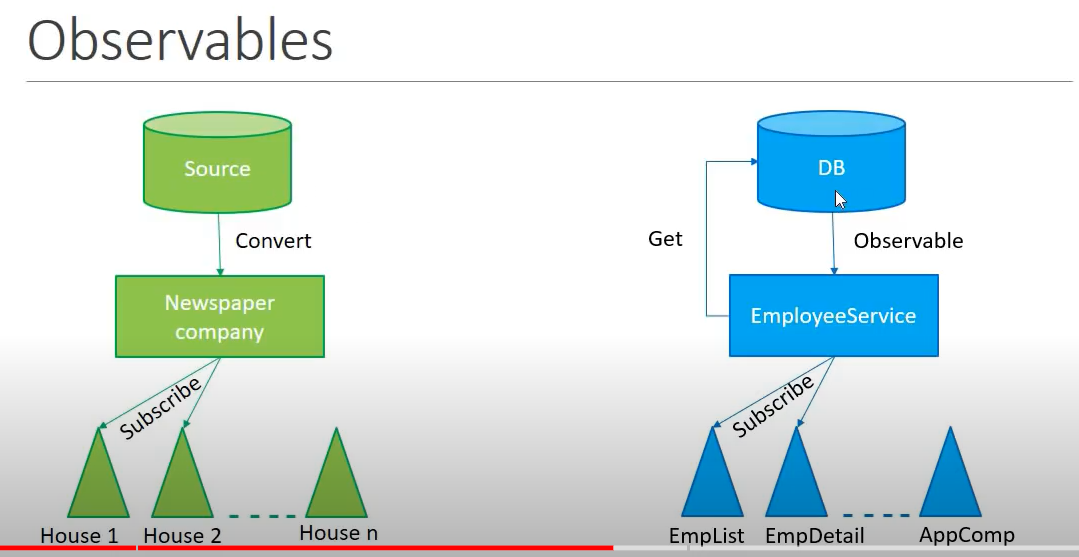 Observables
Source
Convert
Newspaper
company
Subscribe
House 1
House 2
House n
DB
Get
Observable
EmployeeService
Subscribe
EmpList
EmpDetail
AppComp